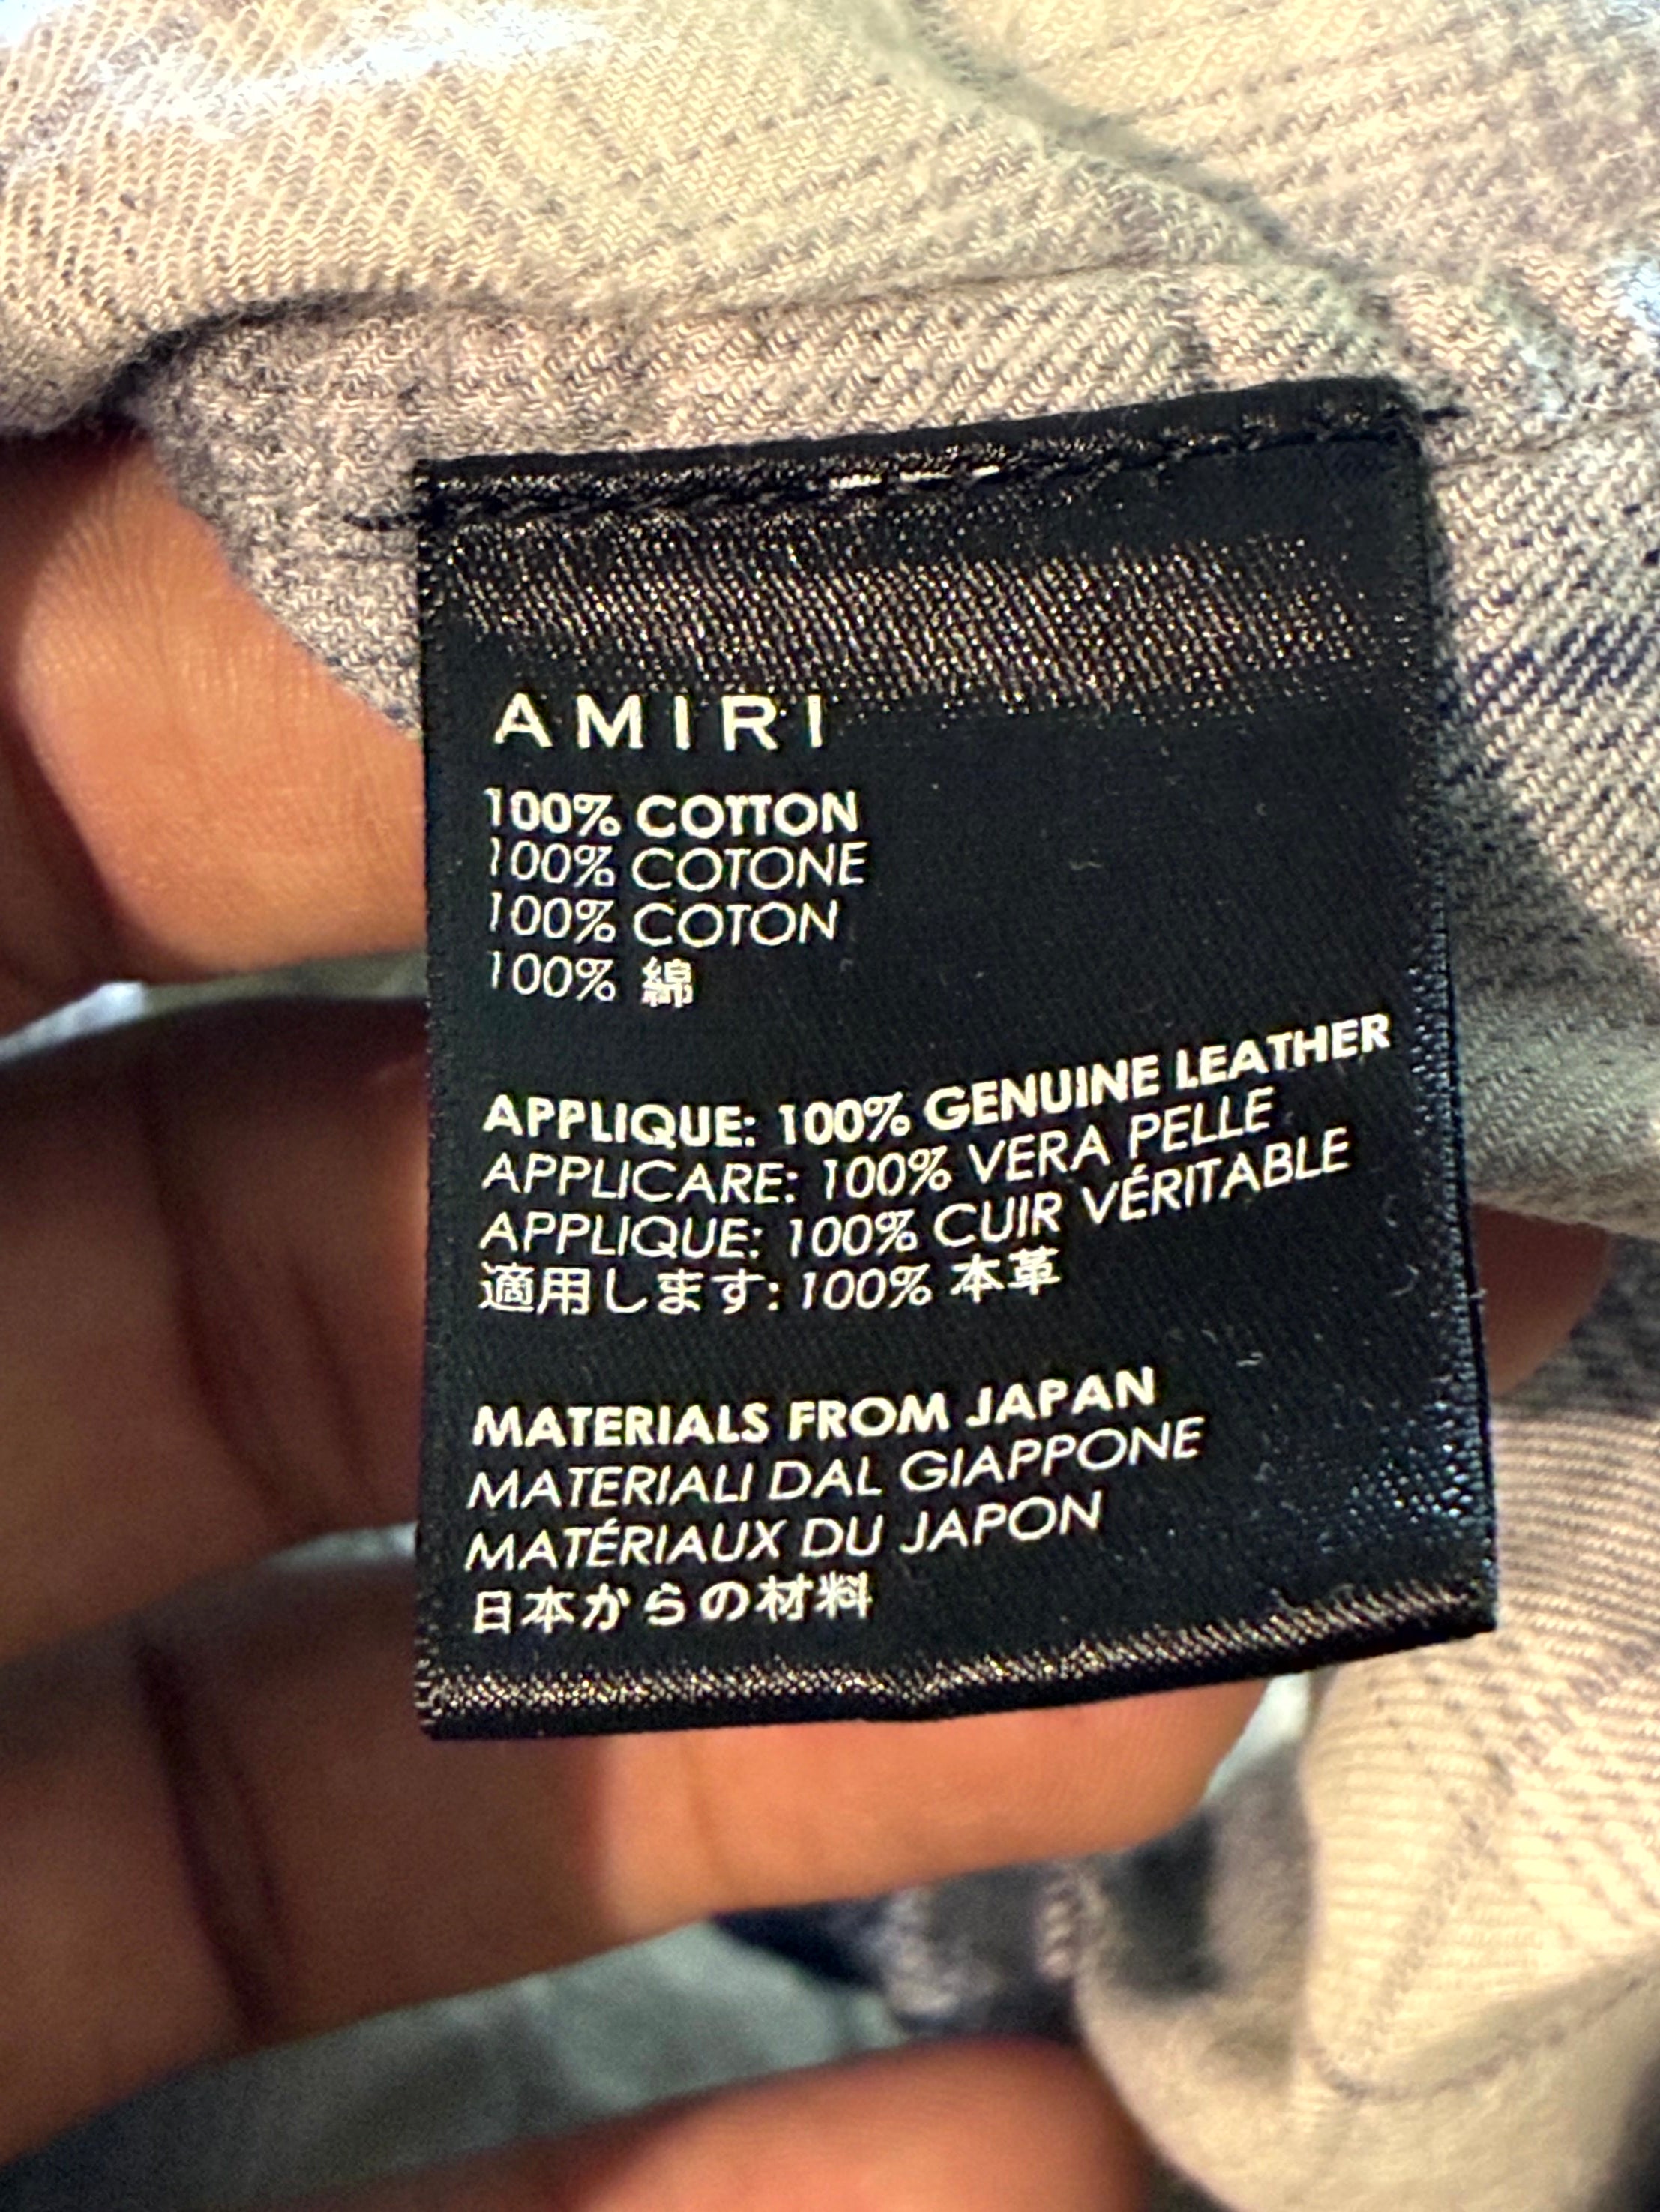 AMIRI
100% COTTON
100% COTONE
100% COTON
100% 綿
APPLIQUE: 100% GENUINE LEATHER
APPLICARE: 100% VERA PELLE
APPLIQUE: 100% CUIR VÉRITABLE
適用します: 100% 本革
MATERIALS FROM JAPAN
MATERIALI DAL GIAPPONE
MATÉRIAUX DU JAPON
日本からの材料